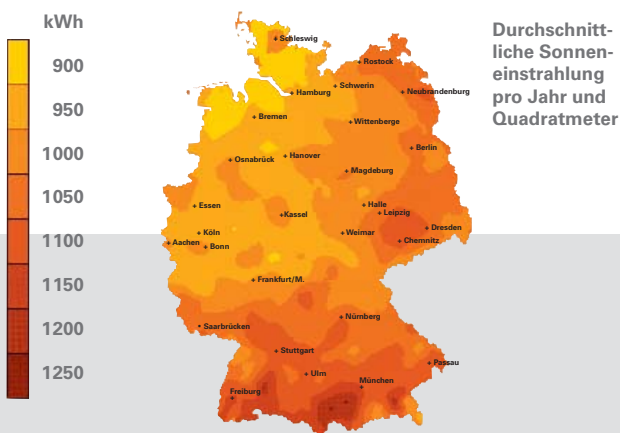 kWh
900
950
1000
1050
1100
1150
1200
1250
Durchschnitt-
liche Sonnen-
einstrahlung
pro Jahr und
Quadratmeter
Schleswig
Rostock
Schwerin
Hamburg
Neubrandenburg
Bremen
Wittenberge
Berlin
Osnabrück
Hanover
Magdeburg
Essen
Kassel
Halle
Leipzig
Köln
Weimar
Dresden
Aachen
Bonn
Chemnitz
Frankfurt/M.
Nürnberg
Saarbrücken
Stuttgart
Passau
Ulm
München
Freiburg